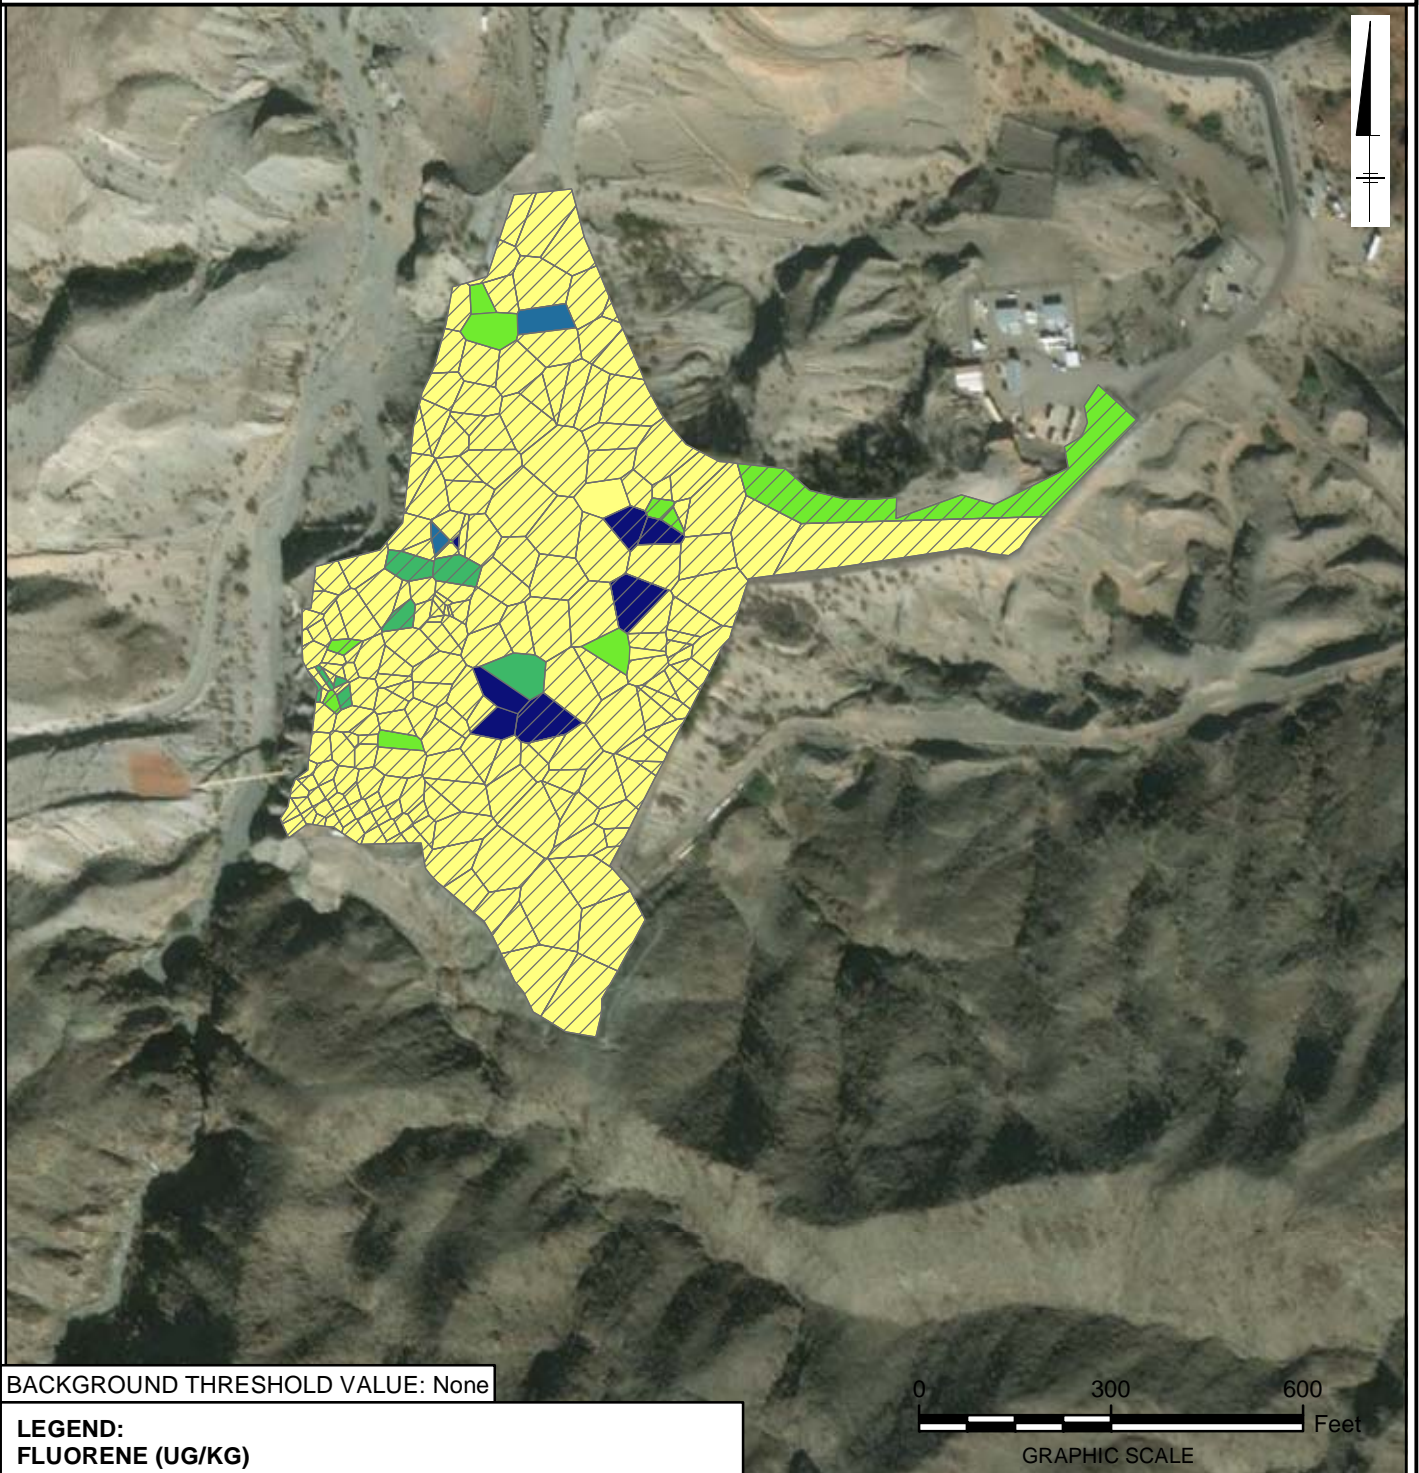 BACKGROUND THRESHOLD VALUE: None
LEGEND:
FLUORENE (UG/KG)
0 300 600
Feet
GRAPHIC SCALE